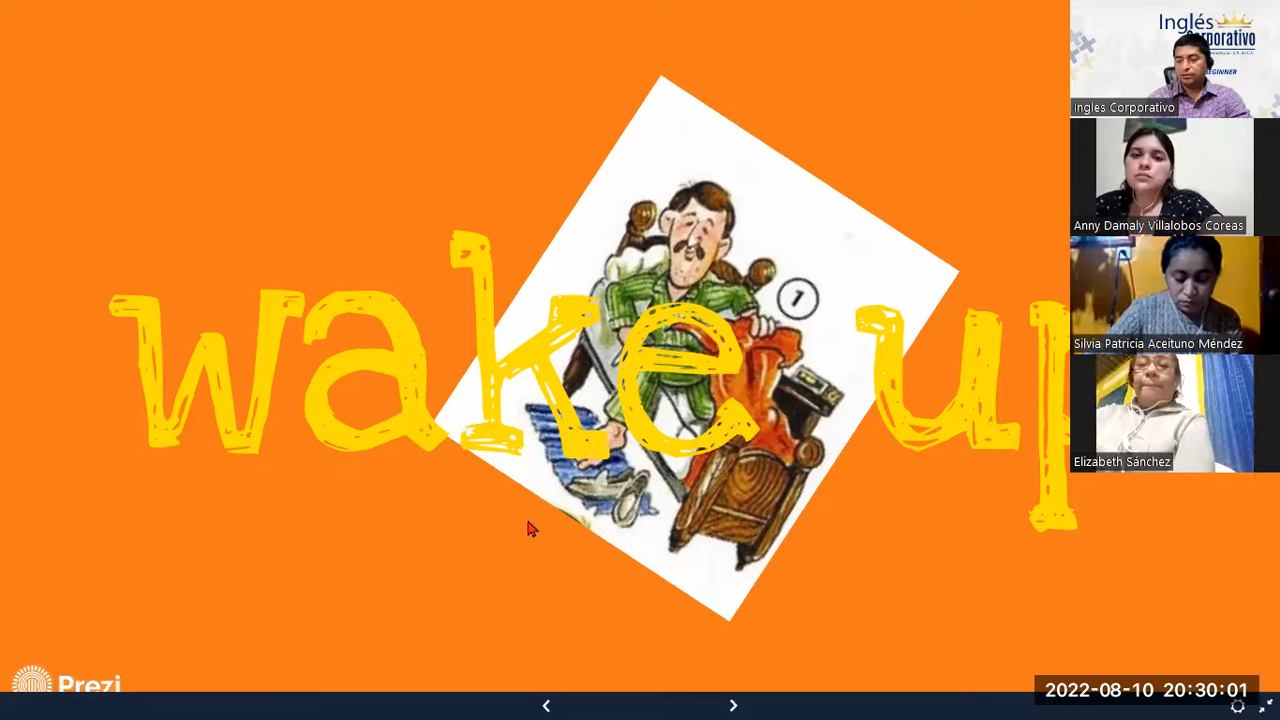 wake up
1
Prezi
Inglés
Corporativo
BEGINNER
Ingles Corporativo
Anny Damaly Villalobos Coreas
Silvia Patricia Aceituno Méndez
Elizabeth Sánchez
2022-08-10 20:30:01